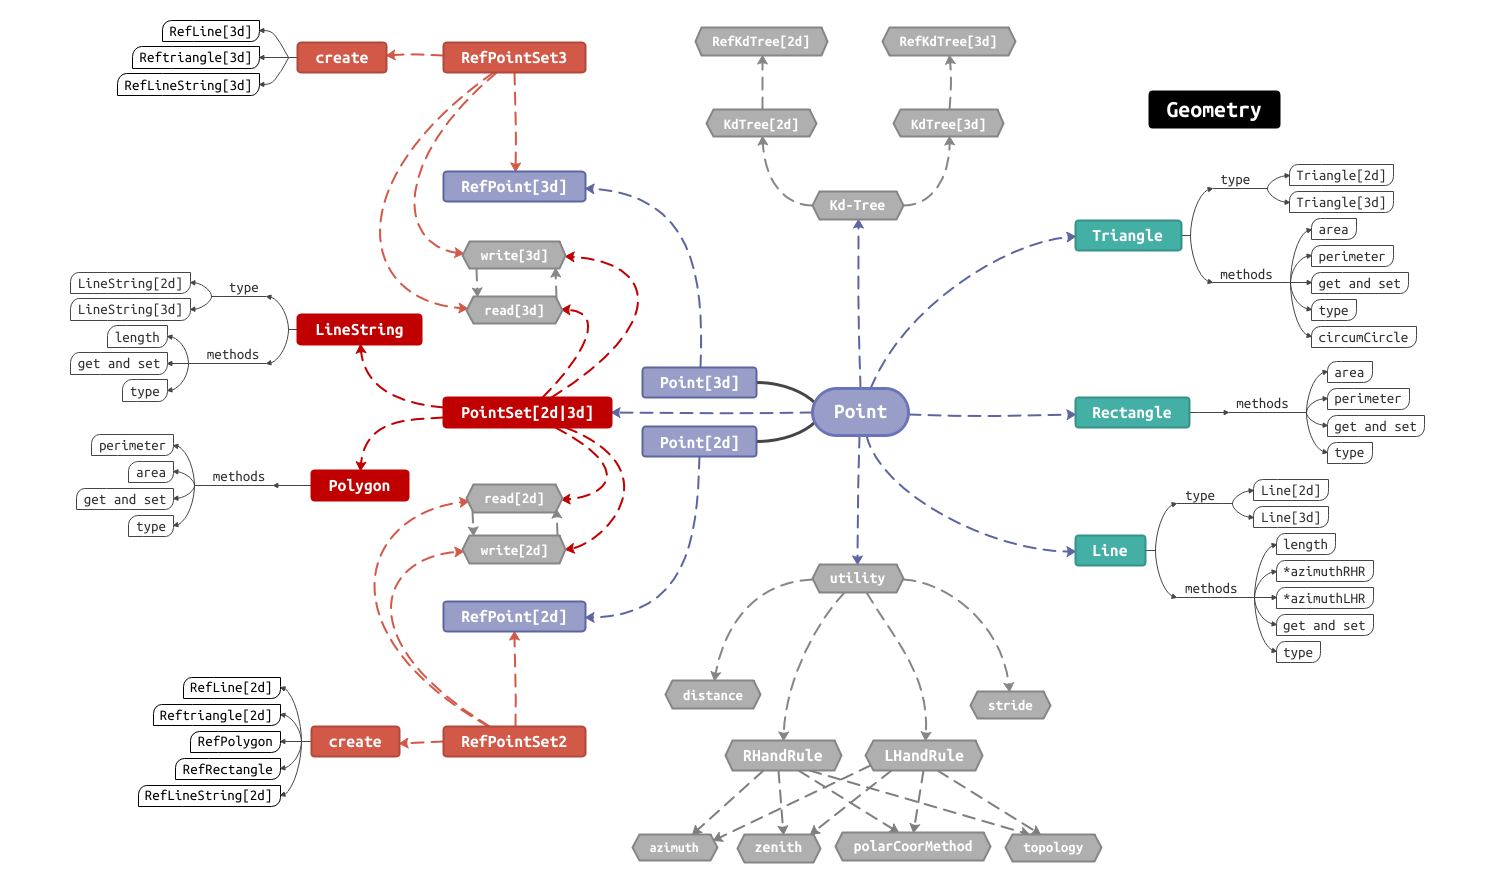 Geometry
RefLine[3d]
Reftriangle[3d]
RefLineString[3d]
create
RefPointSet3
RefPoint[3d]
write[3d]
read[3d]
LineString[2d]
LineString[3d]
type
length
get and set
type
methods
LineString
PointSet[2d|3d]
perimeter
area
get and set
type
methods
Polygon
read[2d]
write[2d]
RefPoint[2d]
RefLine[2d]
Reftriangle[2d]
RefPolygon
RefRectangle
RefLineString[2d]
create
RefPointSet2
RefKdTree[2d]
RefKdTree[3d]
KdTree[2d]
KdTree[3d]
Kd-Tree
Point[3d]
Point
Point[2d]
utility
distance
stride
RHandRule
LHandRule
azimuth
zenith
polarCoorMethod
topology
Triangle
type
Triangle[2d]
Triangle[3d]
methods
area
perimeter
get and set
type
circumCircle
Rectangle
methods
area
perimeter
get and set
type
Line
type
Line[2d]
Line[3d]
methods
length
*azimuthRHR
*azimuthLHR
get and set
type